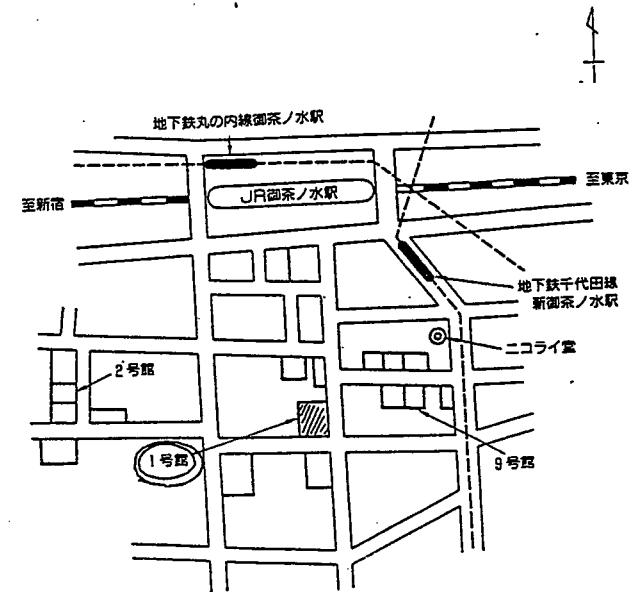 地下鉄丸の内線御茶ノ水駅
至新宿
JR御茶ノ水駅
至東京
地下鉄千代田線
新御茶ノ水駅
ニコライ堂
2号館
1号館
9号館